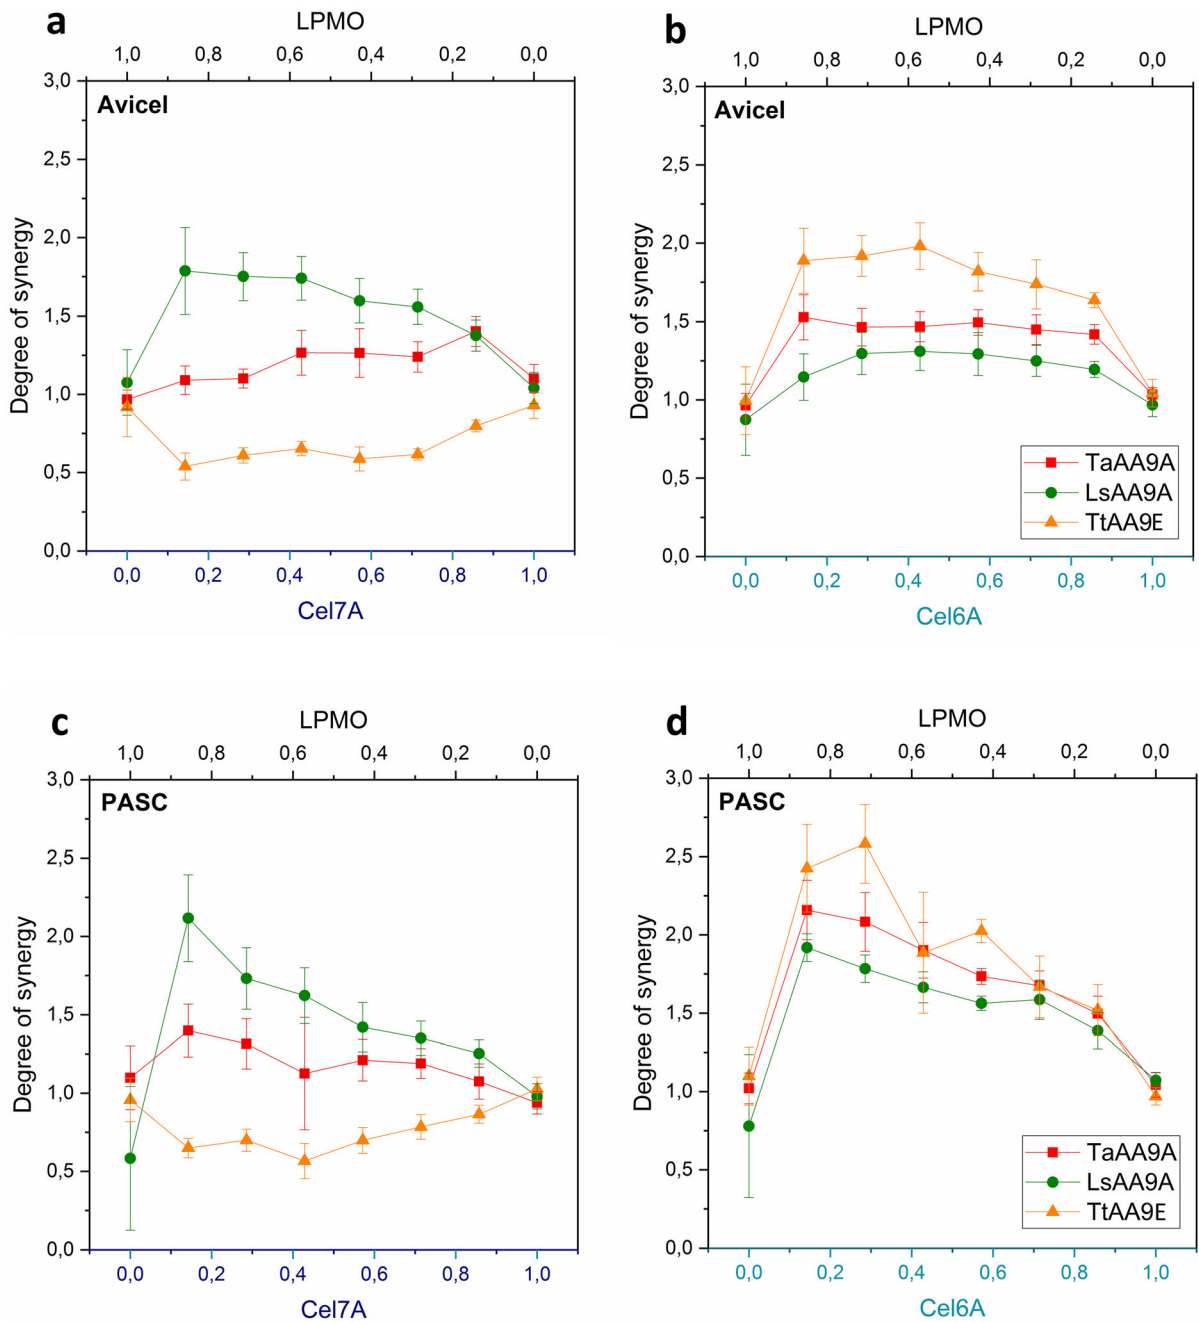 a
LPMO
1,0 0,8 0,6 0,4 0,2 0,0
3,0
Avicel
2,5
2,0
1,5
1,0
0,5
0,0
Degree of synergy
0,0 0,2 0,4 0,6 0,8 1,0
Cel7A
b
LPMO
1,0 0,8 0,6 0,4 0,2 0,0
3,0
Avicel
2,5
2,0
1,5
1,0
0,5
0,0
Degree of synergy
TaAA9A
LsAA9A
TtAA9E
0,0 0,2 0,4 0,6 0,8 1,0
Cel6A
c
LPMO
1,0 0,8 0,6 0,4 0,2 0,0
3,0
PASC
2,5
2,0
1,5
1,0
0,5
0,0
Degree of synergy
0,0 0,2 0,4 0,6 0,8 1,0
Cel7A
d
LPMO
1,0 0,8 0,6 0,4 0,2 0,0
3,0
PASC
2,5
2,0
1,5
1,0
0,5
0,0
Degree of synergy
TaAA9A
LsAA9A
TtAA9E
0,0 0,2 0,4 0,6 0,8 1,0
Cel6A